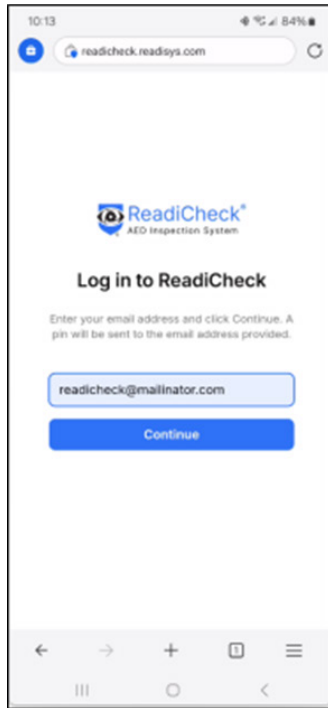 10:13
84%
readicheck.readisys.com
ReadiCheck®
AED Inspection System
Log in to ReadiCheck
Enter your email address and click Continue. A
pin will be sent to the email address provided.
readicheck@mailinator.com
Continue
1